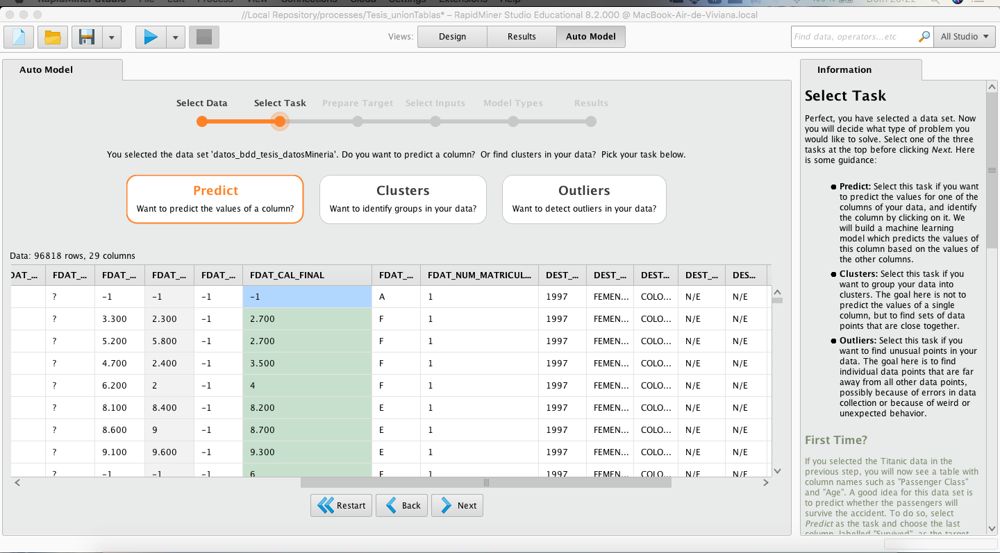 RapidMiner Studio File Edit Process View Connections Cloud Settings Extensions Help
//Local Repository/processes/Tesis_unionTablas* – RapidMiner Studio Educational 8.2.000 @ MacBook-Air-de-Viviana.local
Views: Design Results Auto Model Find data, operators...etc All Studio
Auto Model
Select Data Select Task Prepare Target Select Inputs Model Types Results
You selected the data set 'datos_bdd_tesis_datosMineria'. Do you want to predict a column? Or find clusters in your data? Pick your task below.
Predict
Want to predict the values of a column?
Clusters
Want to identify groups in your data?
Outliers
Want to detect outliers in your data?
Data: 96818 rows, 29 columns
DAT_... FDAT_... FDAT_... FDAT_... FDAT_... FDAT_CAL_FINAL FDAT_... FDAT_NUM_MATRICUL... DEST_... DEST_... DEST... DEST_... DES...
? -1 -1 -1 -1 A 1 1997 FEMEN... COLO... N/E N/E
? 3.300 2.300 -1 2.700 F 1 1997 FEMEN... COLO... N/E N/E
? 5.200 5.800 -1 2.700 F 1 1997 FEMEN... COLO... N/E N/E
? 4.700 2.400 -1 3.500 F 1 1997 FEMEN... COLO... N/E N/E
? 6.200 2 -1 4 F 1 1997 FEMEN... COLO... N/E N/E
? 8.100 8.400 -1 8.200 E 1 1997 FEMEN... COLO... N/E N/E
? 8.600 9 -1 8.700 E 1 1997 FEMEN... COLO... N/E N/E
? 9.100 9.600 -1 9.300 E 1 1997 FEMEN... COLO... N/E N/E
? -1 -1 -1 6 1 1997 FEMEN... COLO... N/E N/E
Restart Back Next
Information
Select Task
Perfect, you have selected a data set. Now
you will decide what type of problem you
would like to solve. Select one of the three
tasks at the top before clicking Next. Here
is some guidance:
Predict: Select this task if you want
to predict the values for one of the
columns of your data, and identify
the column by clicking on it. We
will build a machine learning
model which predicts the values of
this column based on the values of
the other columns.
Clusters: Select this task if you
want to group your data into
clusters. The goal here is not to
predict the values of a single
column, but to find sets of data
points that are close together.
Outliers: Select this task if you
want to find unusual points in your
data. The goal here is to find
individual data points that are far
away from all other data points,
possibly because of errors in data
collection or because of weird or
unexpected behavior.
First Time?
If you selected the Titanic data in the
previous step, you will now see a table with
column names such as "Passenger Class"
and "Age". A good idea for this data set is
to predict whether the passengers will
survive the accident. To do so, select
Predict as the task and choose the last
column, labelled "Survived", as the target